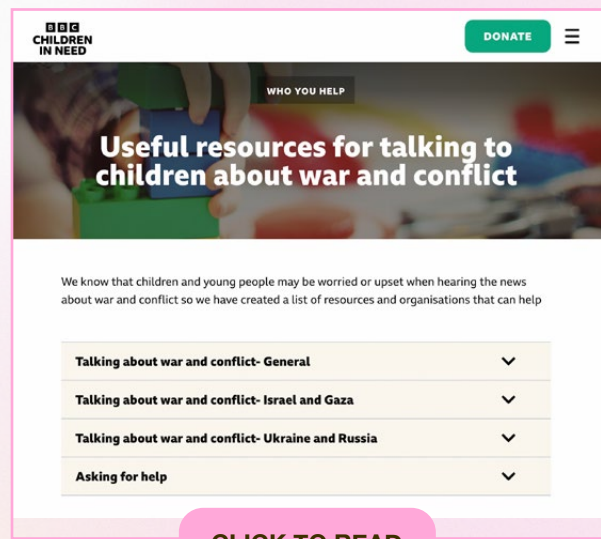 BBC
CHILDREN
IN NEED
DONATE
WHO YOU HELP
Useful resources for talking to
children about war and conflict
We know that children and young people may be worried or upset when hearing the news
about war and conflict so we have created a list of resources and organisations that can help
Talking about war and conflict- General
Talking about war and conflict- Israel and Gaza
Talking about war and conflict- Ukraine and Russia
Asking for help
CLICK TO READ